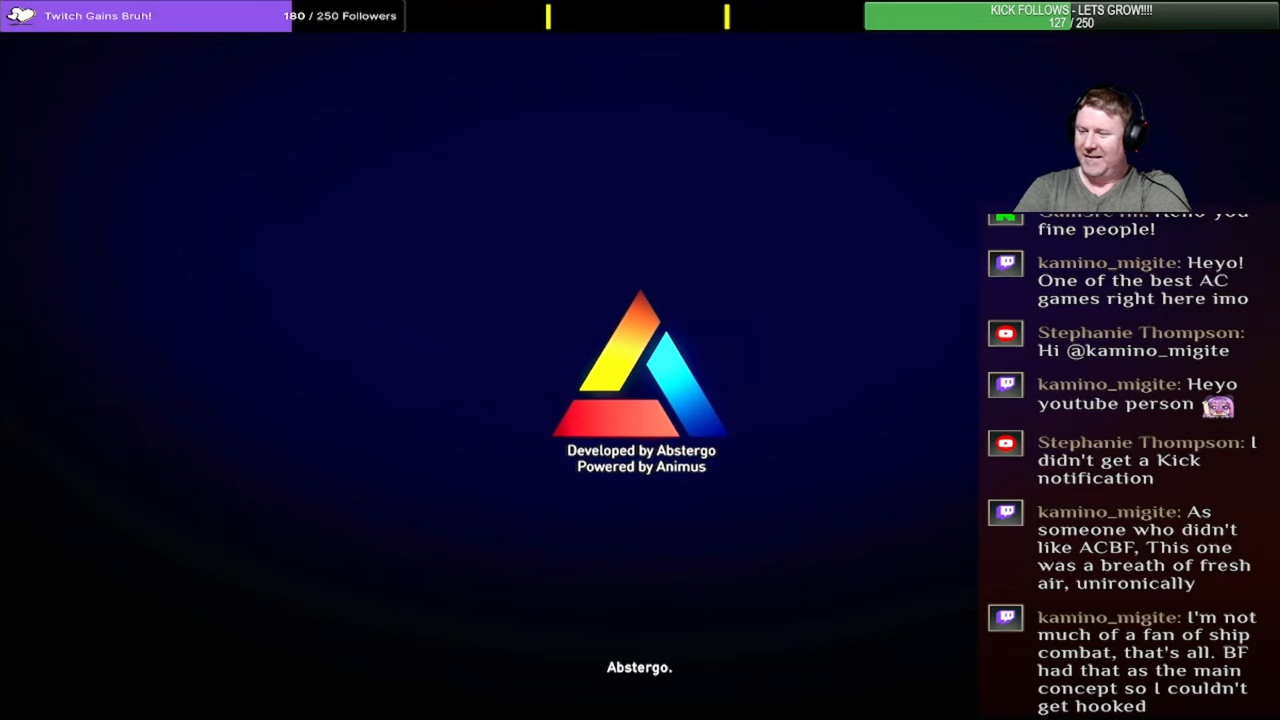 Twitch Gains Bruh!
180 / 250 Followers
KICK FOLLOWS - LETS GROW!!!!
127 / 250
fine people!
kamino_migite: Heyo!
One of the best AC
games right here imo
Stephanie Thompson:
Hi @kamino_migite
kamino_migite: Heyo
youtube person
Stephanie Thompson: I
didn't get a Kick
notification
kamino_migite: As
someone who didn't
like ACBF, This one
was a breath of fresh
air, unironically
kamino_migite: I'm not
much of a fan of ship
combat, that's all. BF
had that as the main
concept so I couldn't
get hooked
Developed by Abstergo
Powered by Animus
Abstergo.